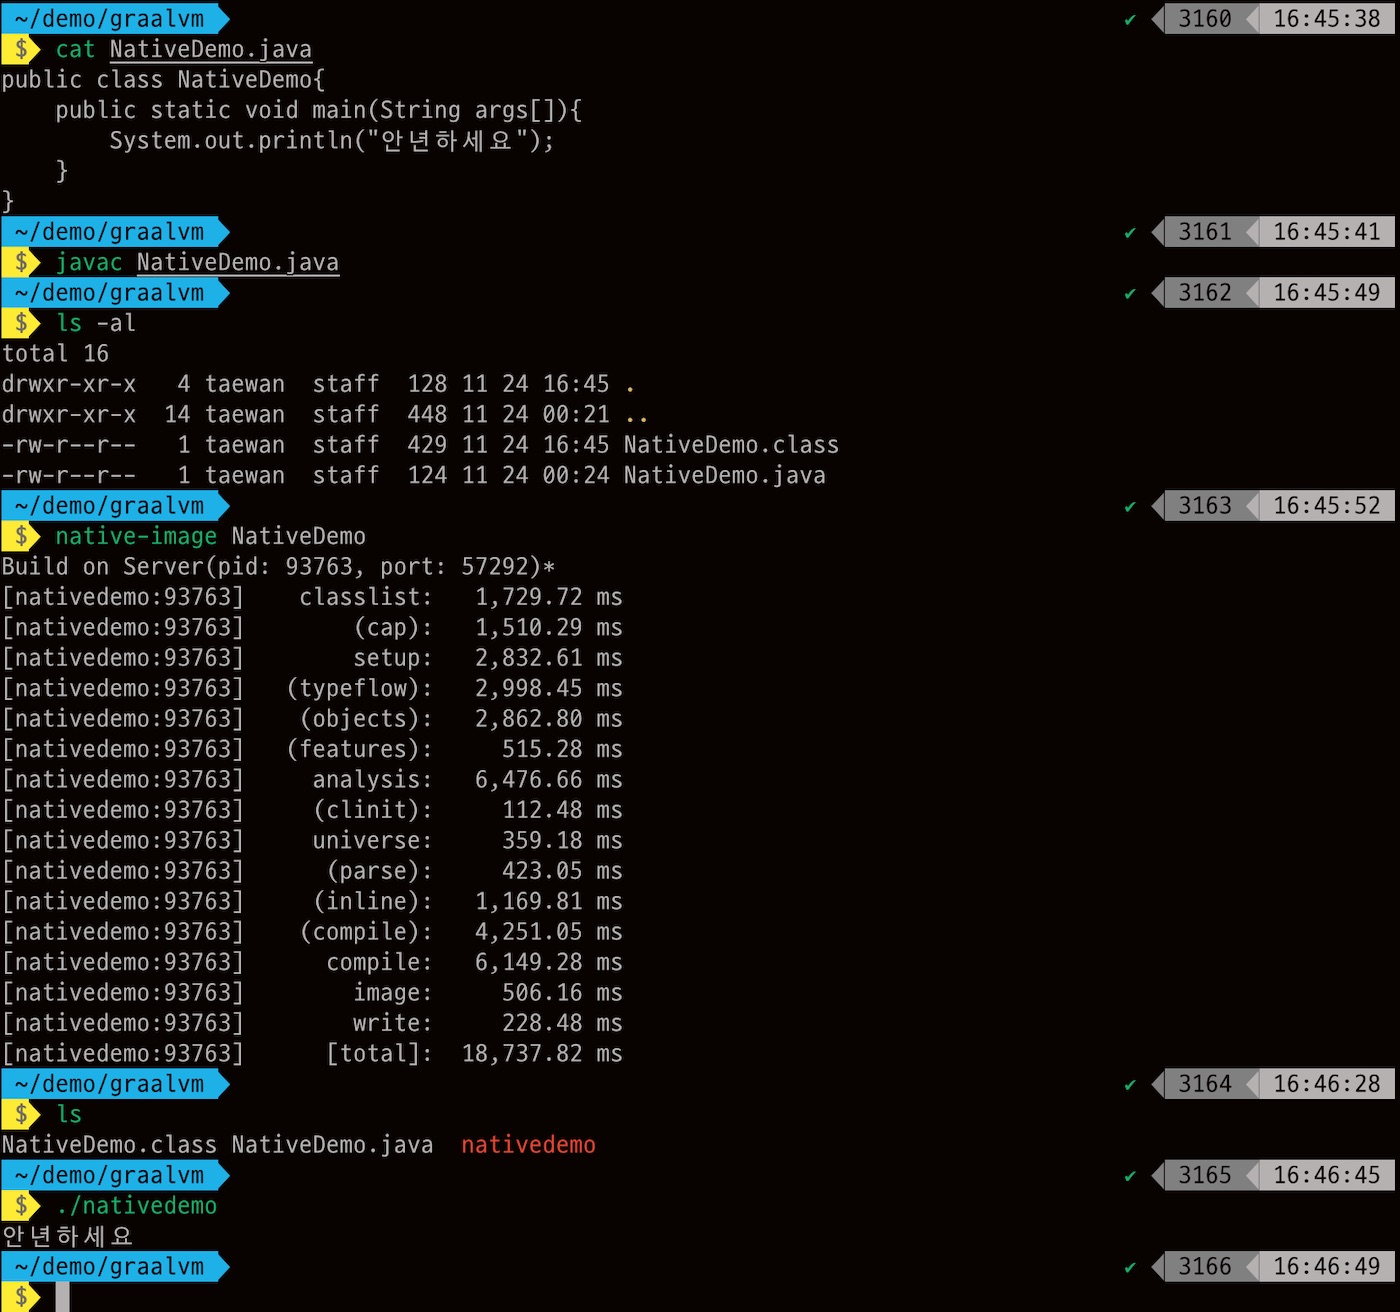 ~/demo/graalvm ✔ 3160 16:45:38
$ cat NativeDemo.java
public class NativeDemo{
    public static void main(String args[]){
        System.out.println("안녕하세요");
    }
}
~/demo/graalvm ✔ 3161 16:45:41
$ javac NativeDemo.java
~/demo/graalvm ✔ 3162 16:45:49
$ ls -al
total 16
drwxr-xr-x   4 taewan  staff  128 11 24 16:45 .
drwxr-xr-x  14 taewan  staff  448 11 24 00:21 ..
-rw-r--r--   1 taewan  staff  429 11 24 16:45 NativeDemo.class
-rw-r--r--   1 taewan  staff  124 11 24 00:24 NativeDemo.java
~/demo/graalvm ✔ 3163 16:45:52
$ native-image NativeDemo
Build on Server(pid: 93763, port: 57292)*
[nativedemo:93763]    classlist:   1,729.72 ms
[nativedemo:93763]        (cap):   1,510.29 ms
[nativedemo:93763]        setup:   2,832.61 ms
[nativedemo:93763]   (typeflow):   2,998.45 ms
[nativedemo:93763]    (objects):   2,862.80 ms
[nativedemo:93763]   (features):     515.28 ms
[nativedemo:93763]     analysis:   6,476.66 ms
[nativedemo:93763]     (clinit):     112.48 ms
[nativedemo:93763]     universe:     359.18 ms
[nativedemo:93763]      (parse):     423.05 ms
[nativedemo:93763]     (inline):   1,169.81 ms
[nativedemo:93763]    (compile):   4,251.05 ms
[nativedemo:93763]      compile:   6,149.28 ms
[nativedemo:93763]        image:     506.16 ms
[nativedemo:93763]        write:     228.48 ms
[nativedemo:93763]      [total]:  18,737.82 ms
~/demo/graalvm ✔ 3164 16:46:28
$ ls
NativeDemo.class NativeDemo.java  nativedemo
~/demo/graalvm ✔ 3165 16:46:45
$ ./nativedemo
안녕하세요
~/demo/graalvm ✔ 3166 16:46:49
$